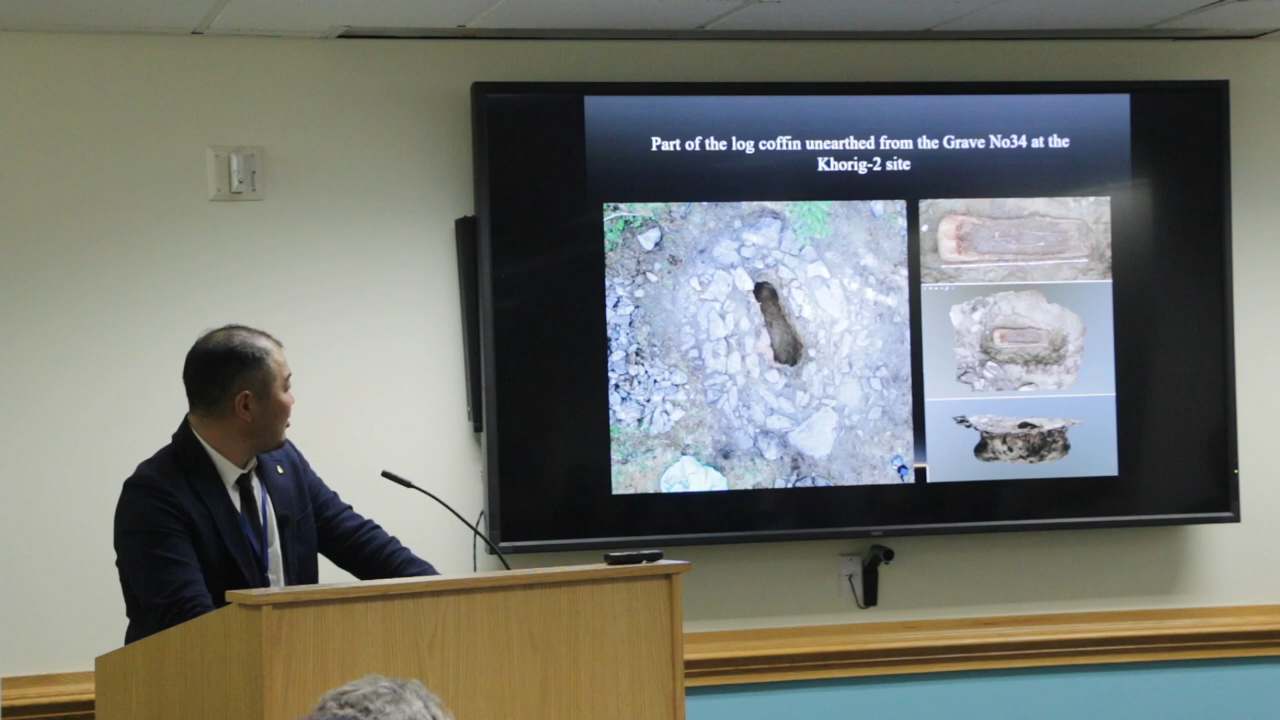 Part of the log coffin unearthed from the Grave No34 at the
Khorig-2 site